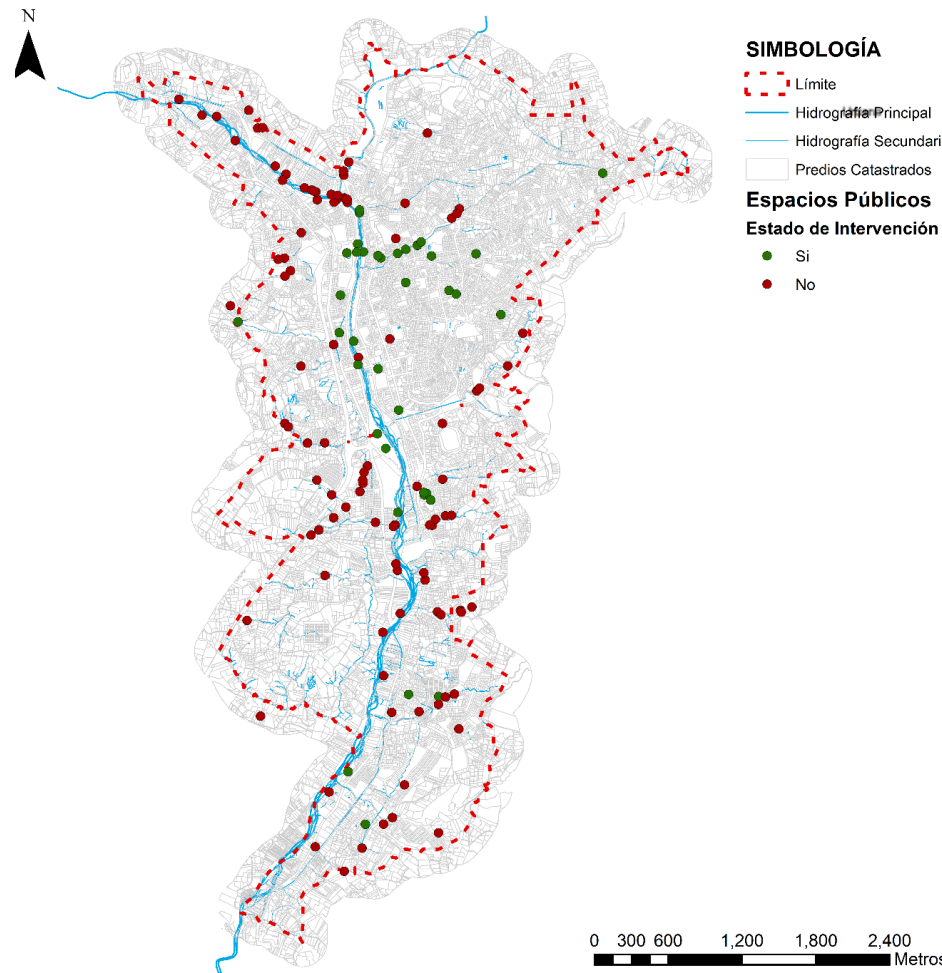 N
SIMBOLOGÍA
Límite
Hidrografía Principal
Hidrografía Secundari
Predios Catastrados
Espacios Públicos
Estado de Intervención
Si
No
0 300 600 1,200 1,800 2,400
Metros